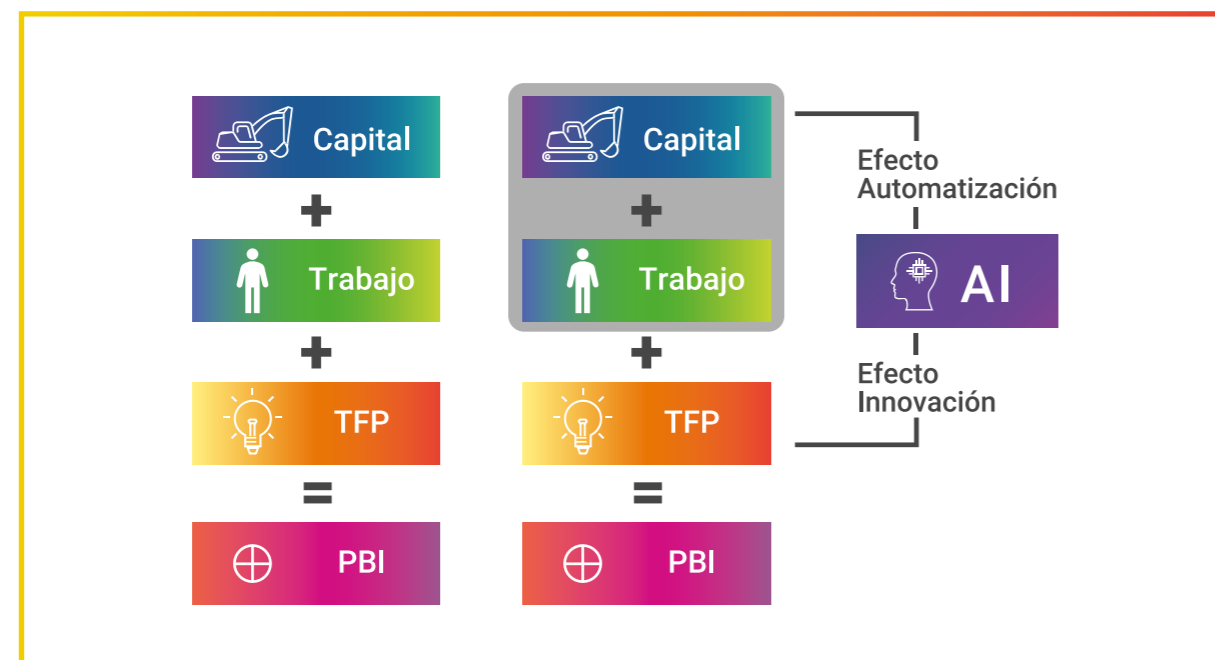 Capital
+
Trabajo
+
TFP
=
PBI
Capital
+
Trabajo
+
TFP
=
PBI
Efecto
Automatización
AI
Efecto
Innovación